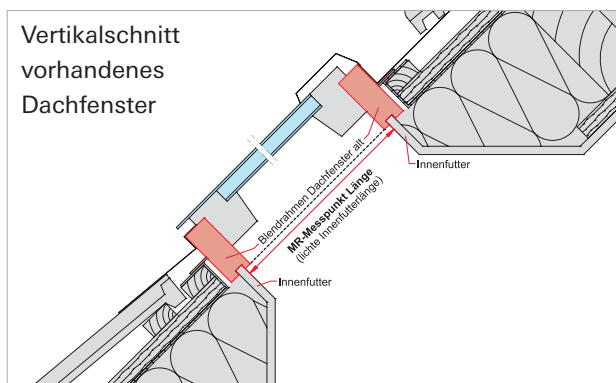 Vertikalschnitt
vorhandenes
Dachfenster
Blendrahmen Dachfenster alt
MR-Messpunkt Länge
(lichte Innenfutterlänge)
Innenfutter
Innenfutter